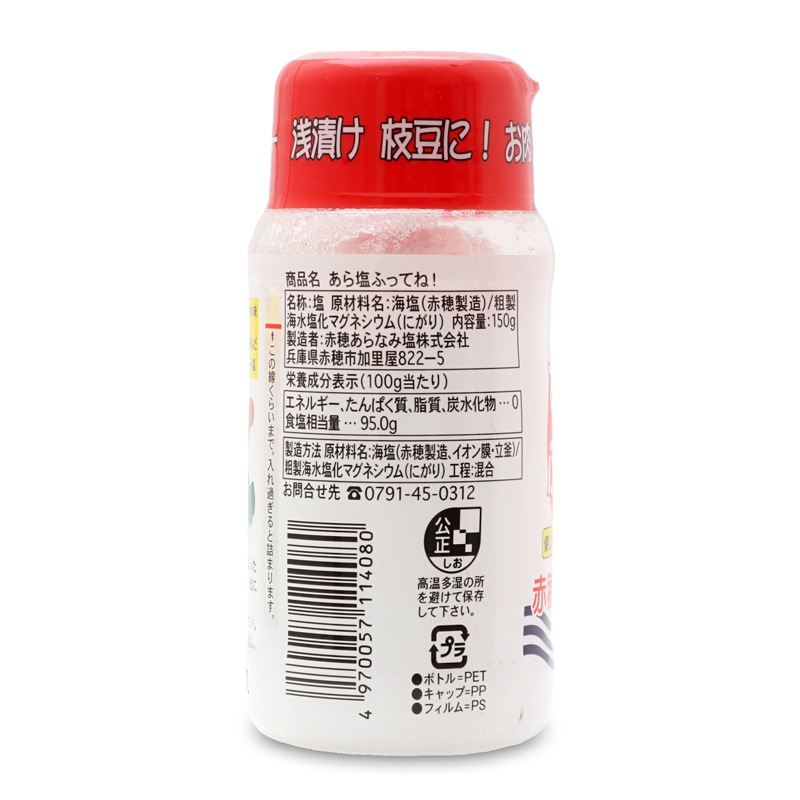 浅漬け 枝豆に! お肉
商品名 あら塩ふってね!
名称:塩 原材料名:海塩(赤穂製造)/粗製
海水塩化マグネシウム(にがり) 内容量:150g
製造者:赤穂あらなみ塩株式会社
兵庫県赤穂市加里屋822-5
栄養成分表示(100g当たり)
エネルギー、たんぱく質、脂質、炭水化物…0
食塩相当量…95.0g
製造方法 原材料名:海塩(赤穂製造、イオン膜・立釜)/
粗製海水塩化マグネシウム(にがり) 工程:混合
お問合せ先 ☎0791-45-0312
↑この線くらいまで。入れ過ぎると詰まります。
4 970057 114080
公正
しお
高温多湿の所
を避けて保存
して下さい。
プラ
●ボトル=PET
●キャップ=PP
●フィルム=PS
赤穂